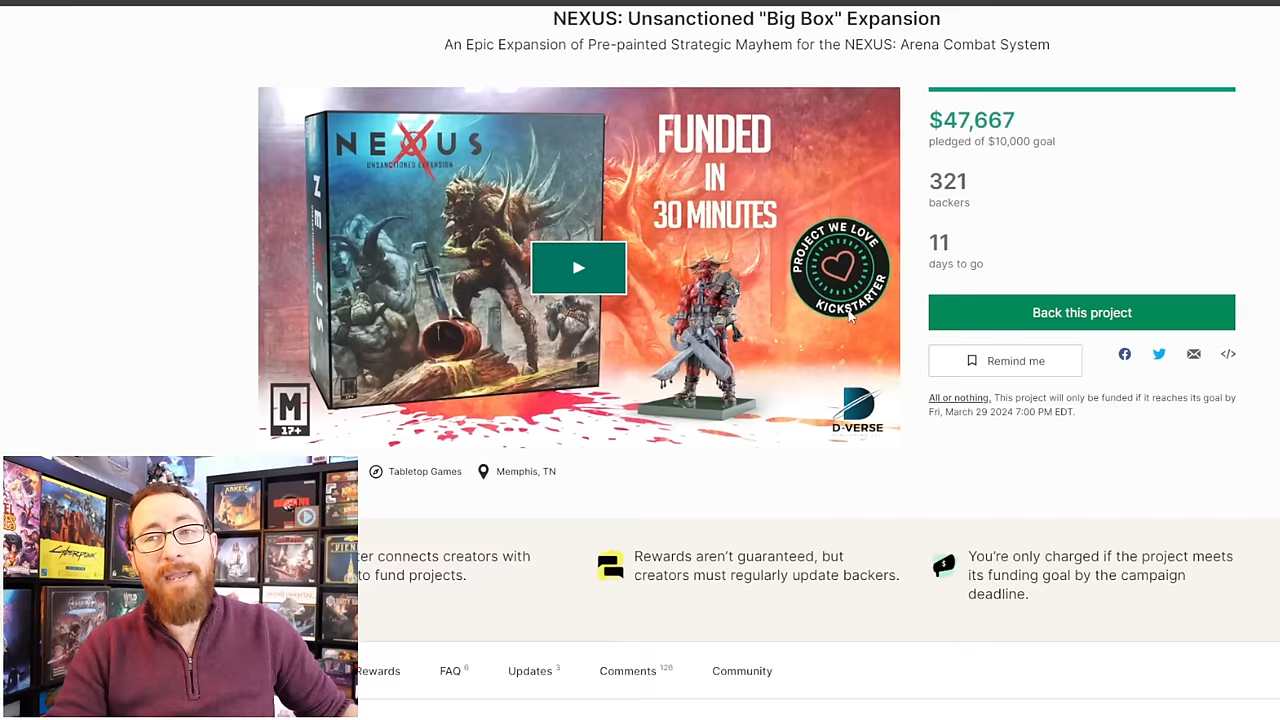 NEXUS: Unsanctioned "Big Box" Expansion
An Epic Expansion of Pre-painted Strategic Mayhem for the NEXUS: Arena Combat System
NEXUS
UNSANCTIONED EXPANSION
NEXUS
FUNDED
IN
30 MINUTES
PROJECT WE LOVE
KICKSTARTER
M
17+
D-VERSE
$47,667
pledged of $10,000 goal
321
backers
11
days to go
Back this project
Remind me
All or nothing. This project will only be funded if it reaches its goal by
Fri, March 29 2024 7:00 PM EDT.
Tabletop Games
Memphis, TN
er connects creators with
to fund projects.
Rewards aren't guaranteed, but
creators must regularly update backers.
You're only charged if the project meets
its funding goal by the campaign
deadline.
Rewards
FAQ 6
Updates 3
Comments 126
Community
CYBERPUNK